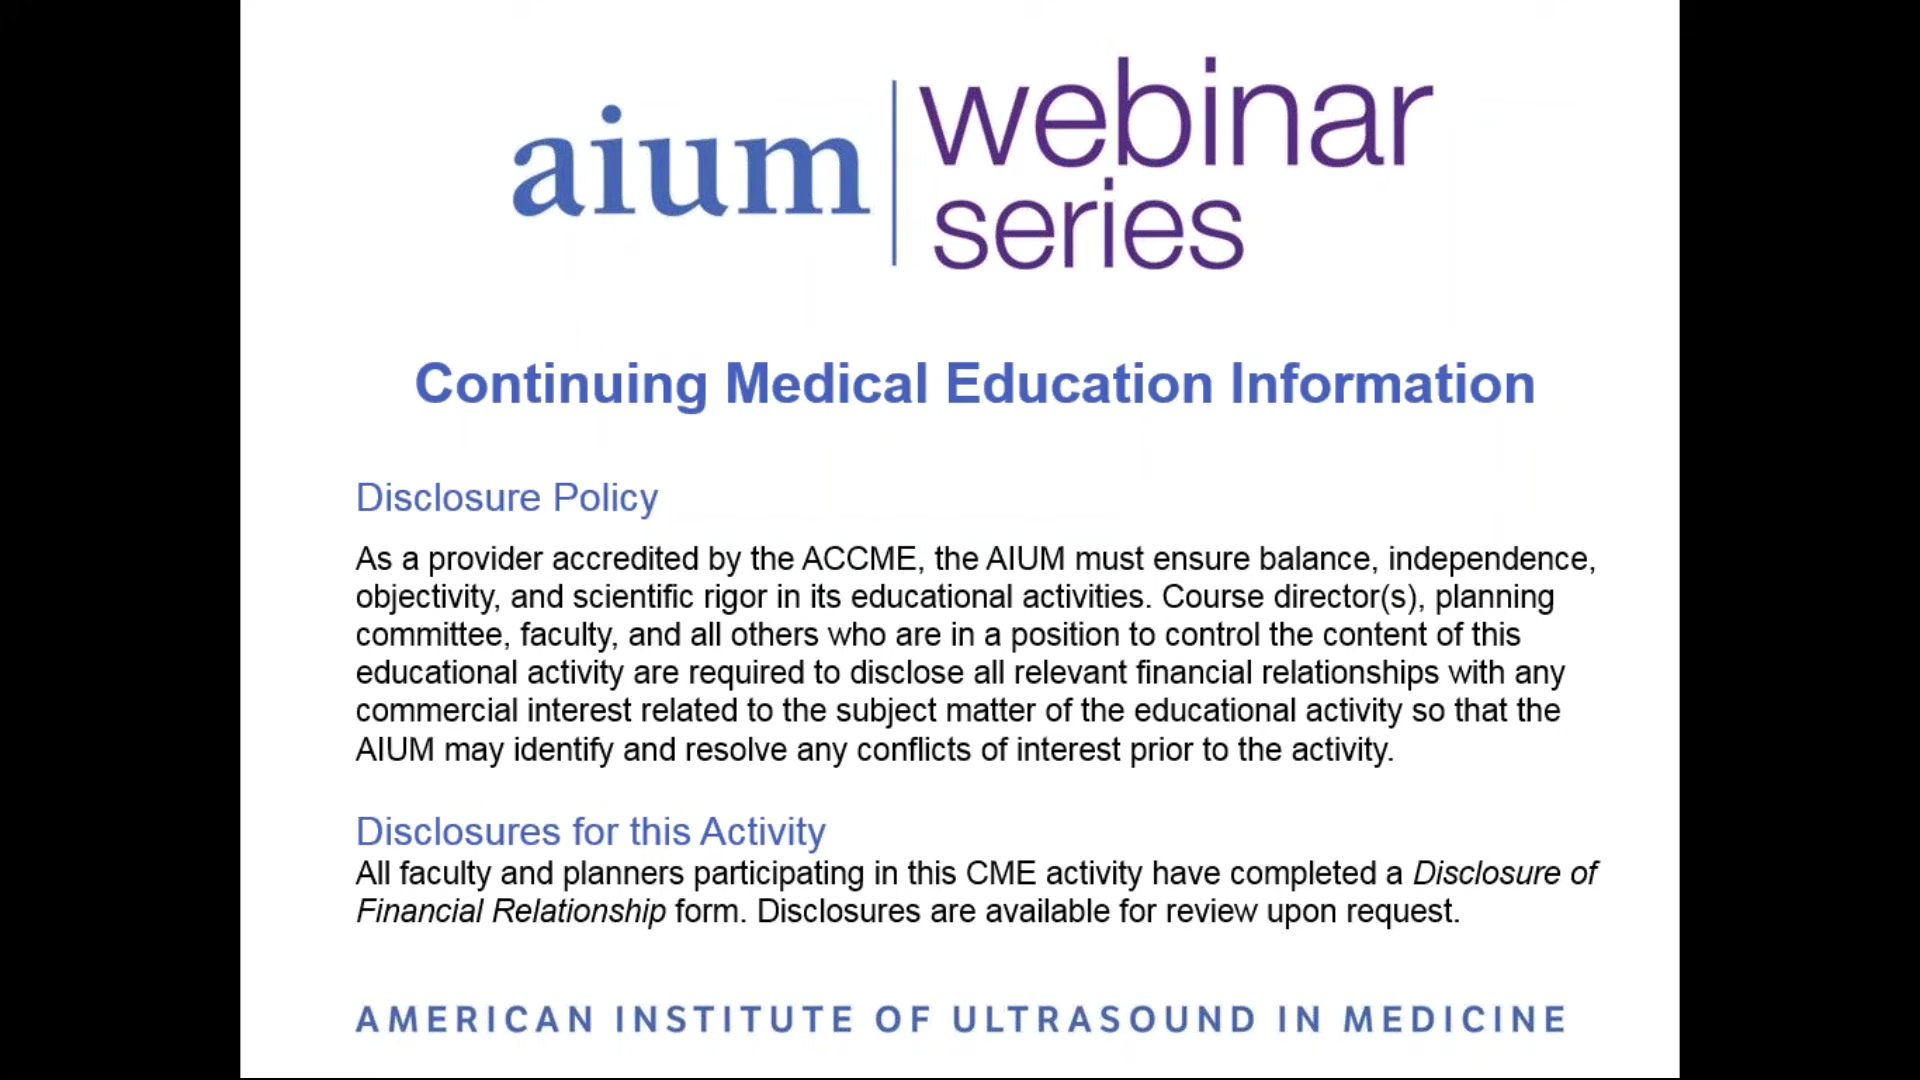 aium
webinar
series
Continuing Medical Education Information
Disclosure Policy
As a provider accredited by the ACCME, the AIUM must ensure balance, independence,
objectivity, and scientific rigor in its educational activities. Course director(s), planning
committee, faculty, and all others who are in a position to control the content of this
educational activity are required to disclose all relevant financial relationships with any
commercial interest related to the subject matter of the educational activity so that the
AIUM may identify and resolve any conflicts of interest prior to the activity.
Disclosures for this Activity
All faculty and planners participating in this CME activity have completed a Disclosure of
Financial Relationship form. Disclosures are available for review upon request.
AMERICAN INSTITUTE OF ULTRASOUND IN MEDICINE